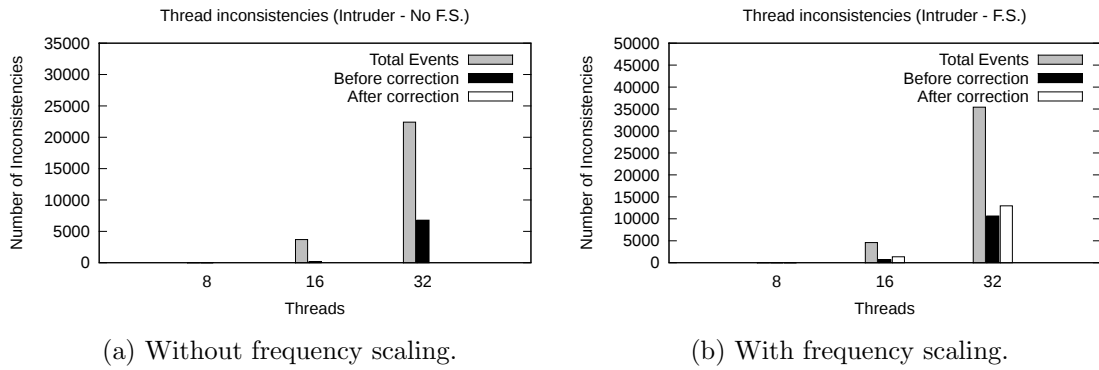 Thread inconsistencies (Intruder - No F.S.)
35000
30000
25000
20000
15000
10000
5000
0
Number of Inconsistencies
Total Events
Before correction
After correction
8 16 32
Threads
(a) Without frequency scaling.
Thread inconsistencies (Intruder - F.S.)
50000
45000
40000
35000
30000
25000
20000
15000
10000
5000
0
Number of Inconsistencies
Total Events
Before correction
After correction
8 16 32
Threads
(b) With frequency scaling.